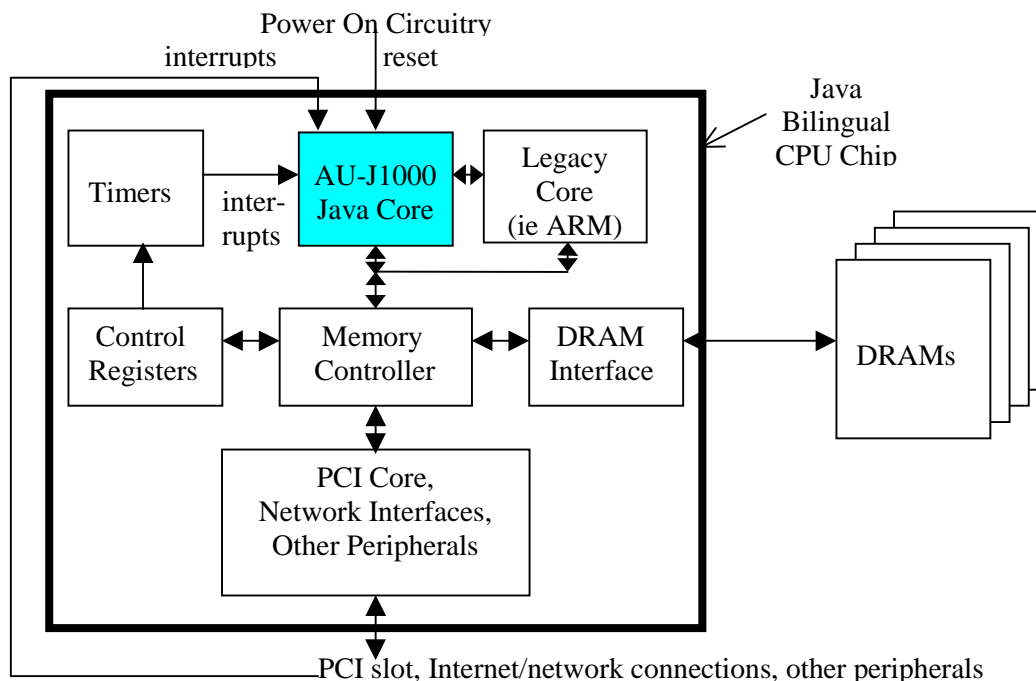 Power On Circuitry
interrupts
reset
Java
Bilingual
CPU Chip
Timers
inter-
rupts
AU-J1000
Java Core
Legacy
Core
(ie ARM)
Control
Registers
Memory
Controller
DRAM
Interface
DRAMs
PCI Core,
Network Interfaces,
Other Peripherals
PCI slot, Internet/network connections, other peripherals